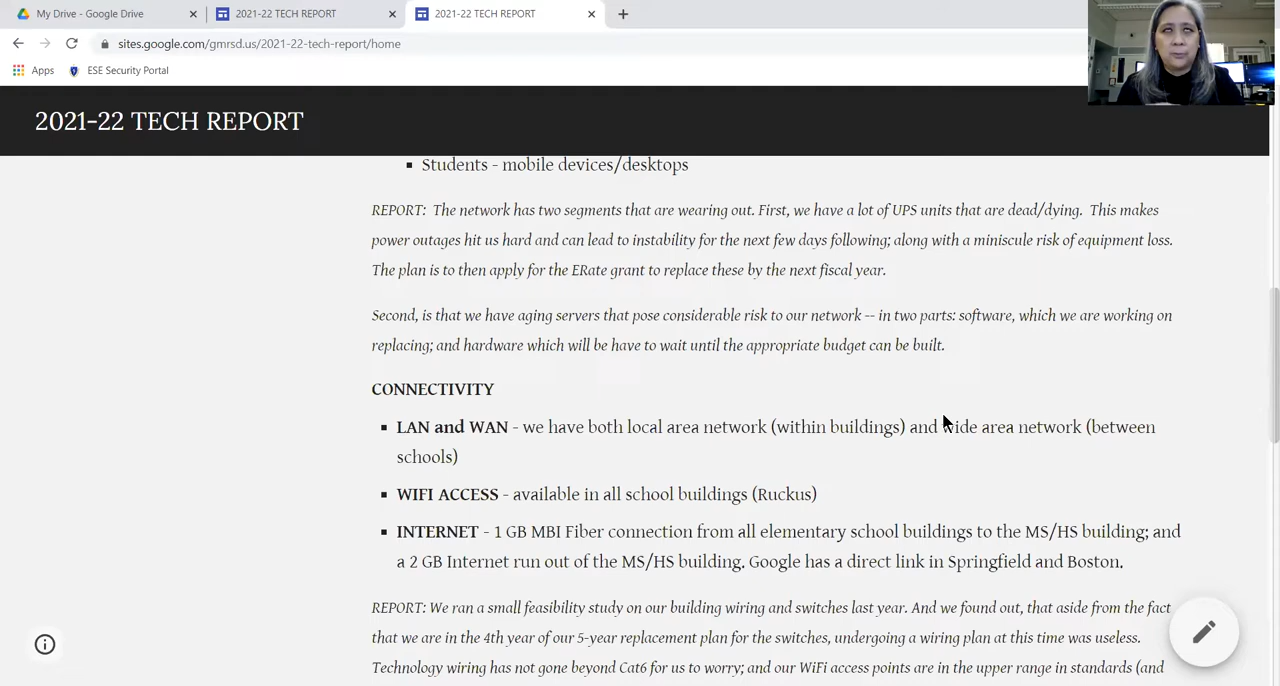 My Drive - Google Drive
2021-22 TECH REPORT
2021-22 TECH REPORT
sites.google.com/gmrsd.us/2021-22-tech-report/home
Apps
ESE Security Portal
2021-22 TECH REPORT
Students - mobile devices/desktops
REPORT: The network has two segments that are wearing out. First, we have a lot of UPS units that are dead/dying. This makes
power outages hit us hard and can lead to instability for the next few days following; along with a miniscule risk of equipment loss.
The plan is to then apply for the ERate grant to replace these by the next fiscal year.
Second, is that we have aging servers that pose considerable risk to our network -- in two parts: software, which we are working on
replacing; and hardware which will be have to wait until the appropriate budget can be built.
CONNECTIVITY
LAN and WAN - we have both local area network (within buildings) and wide area network (between
schools)
WIFI ACCESS - available in all school buildings (Ruckus)
INTERNET - 1 GB MBI Fiber connection from all elementary school buildings to the MS/HS building; and
a 2 GB Internet run out of the MS/HS building. Google has a direct link in Springfield and Boston.
REPORT: We ran a small feasibility study on our building wiring and switches last year. And we found out, that aside from the fact
that we are in the 4th year of our 5-year replacement plan for the switches, undergoing a wiring plan at this time was useless.
Technology wiring has not gone beyond Cat6 for us to worry; and our WiFi access points are in the upper range in standards (and